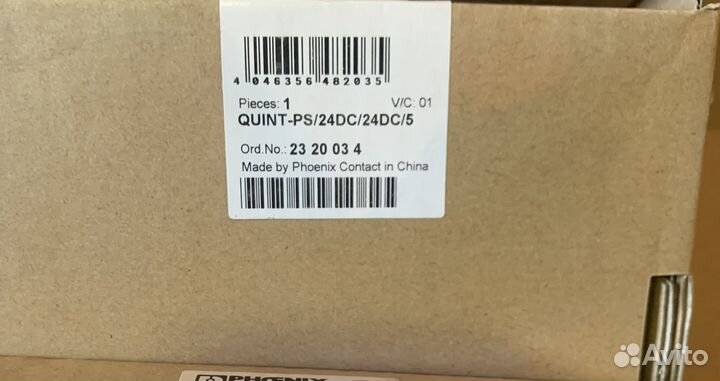 4 046356 482035
Pieces: 1 V/C: 01
QUINT-PS/24DC/24DC/5
Ord.No.: 23 20 03 4
Made by Phoenix Contact in China
PHŒNIX
Avito